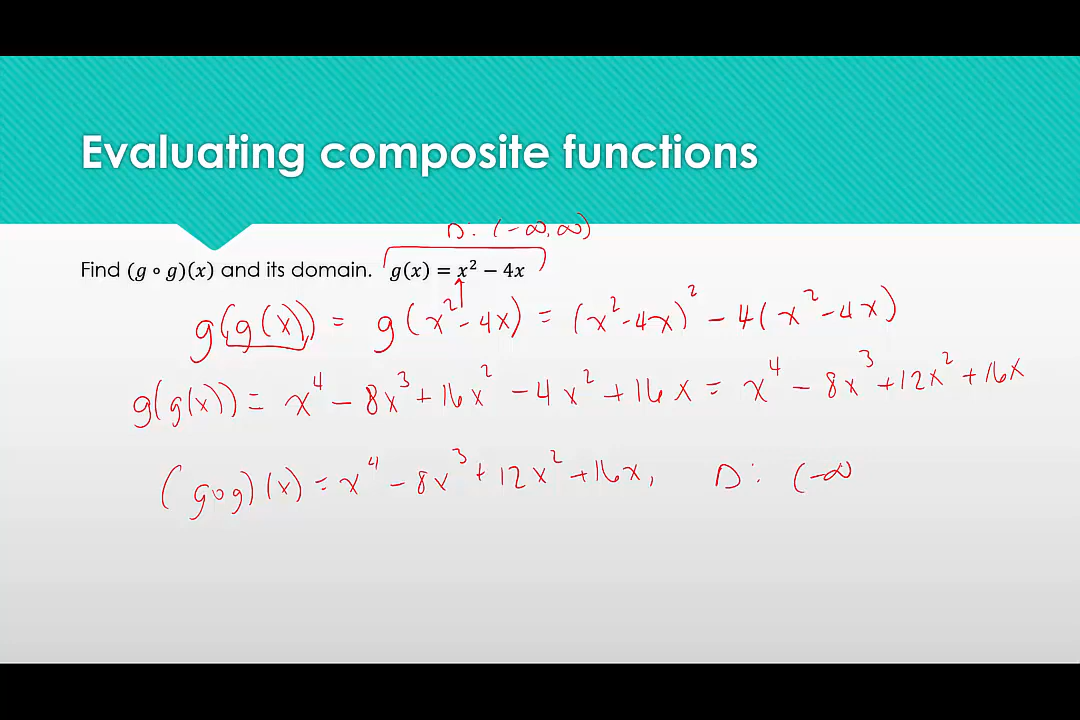 Evaluating composite functions
D: (-∞,∞)
Find (g ∘ g)(x) and its domain. g(x) = x² − 4x
g(g(x)) = g(x²-4x) = (x²-4x)² - 4(x²-4x)
g(g(x)) = x⁴ - 8x³ + 16x² - 4x² + 16x = x⁴ - 8x³ + 12x² + 16x
(g∘g)(x) = x⁴ - 8x³ + 12x² + 16x, D: (-∞